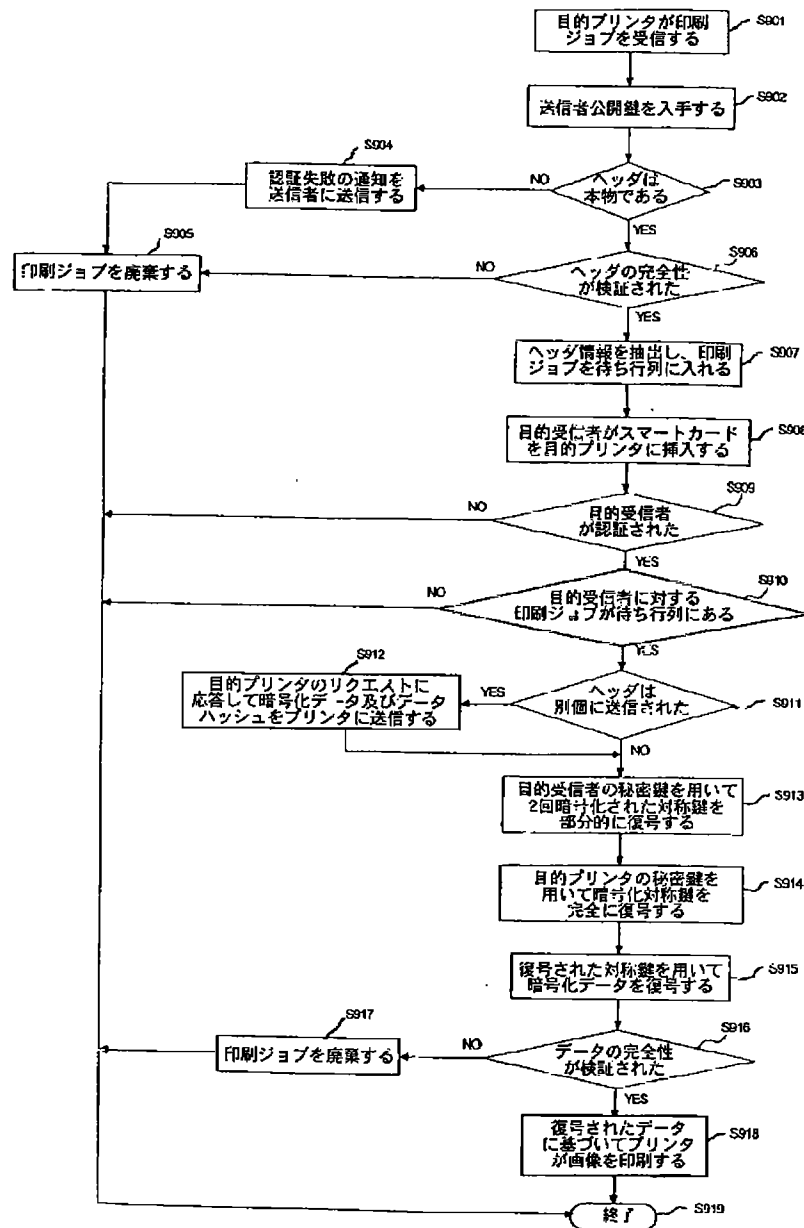 目的プリンタが印刷
ジョブを受信する
S901
送信者公開鍵を入手する
S902
ヘッダは
本物である
S903
NO
YES
S904
認証失敗の通知を
送信者に送信する
S905
印刷ジョブを廃棄する
ヘッダの完全性
が検証された
S906
NO
YES
ヘッダ情報を抽出し、印刷
ジョブを待ち行列に入れる
S907
目的受信者がスマートカード
を目的プリンタに挿入する
S908
目的受信者
が認証された
S909
NO
YES
目的受信者に対する
印刷ジョブが待ち行列にある
S910
NO
YES
S912
目的プリンタのリクエストに
応答して暗号化データ及びデータ
ハッシュをプリンタに送信する
YES
ヘッダは
別個に送信された
S911
NO
目的受信者の秘密鍵を用いて
2回暗号化された対称鍵を
部分的に復号する
S913
目的プリンタの秘密鍵を
用いて暗号化対称鍵を
完全に復号する
S914
復号された対称鍵を用いて
暗号化データを復号する
S915
S917
印刷ジョブを廃棄する
NO
データの完全性
が検証された
S916
YES
復号されたデータ
に基づいてプリンタ
が画像を印刷する
S918
終了
S919